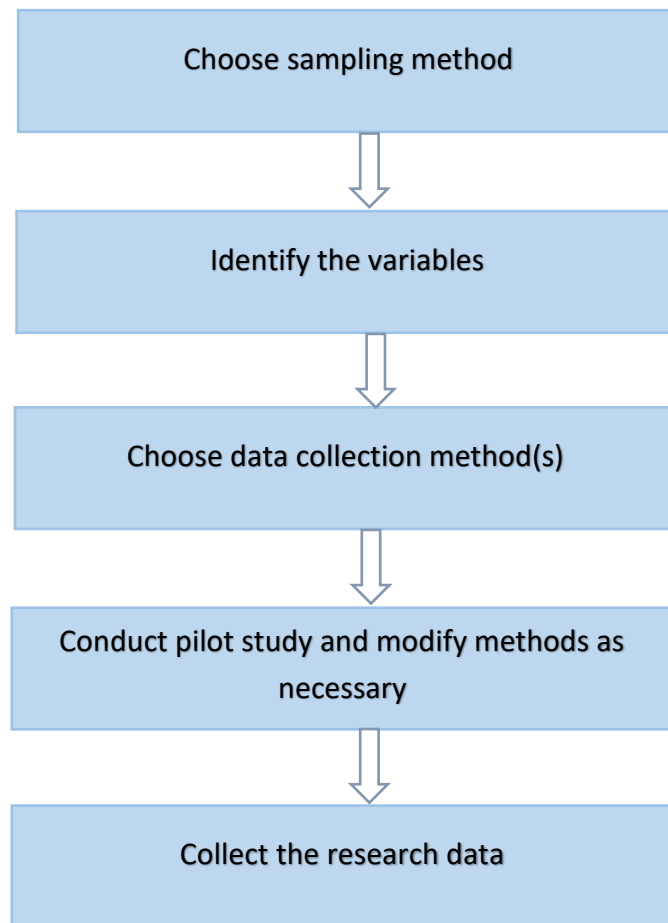 Choose sampling method
Identify the variables
Choose data collection method(s)
Conduct pilot study and modify methods as
necessary
Collect the research data